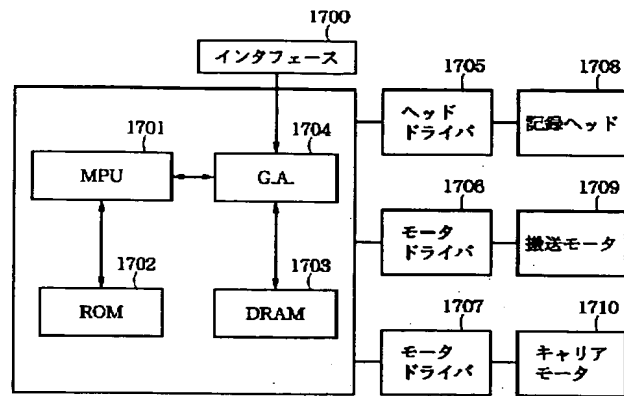 1700
インタフェース
1705
1708
ヘッド
ドライバ
記録ヘッド
1701
1704
MPU
G.A.
1706
1709
モータ
ドライバ
搬送モータ
1702
1703
ROM
DRAM
1707
1710
モータ
ドライバ
キャリア
モータ